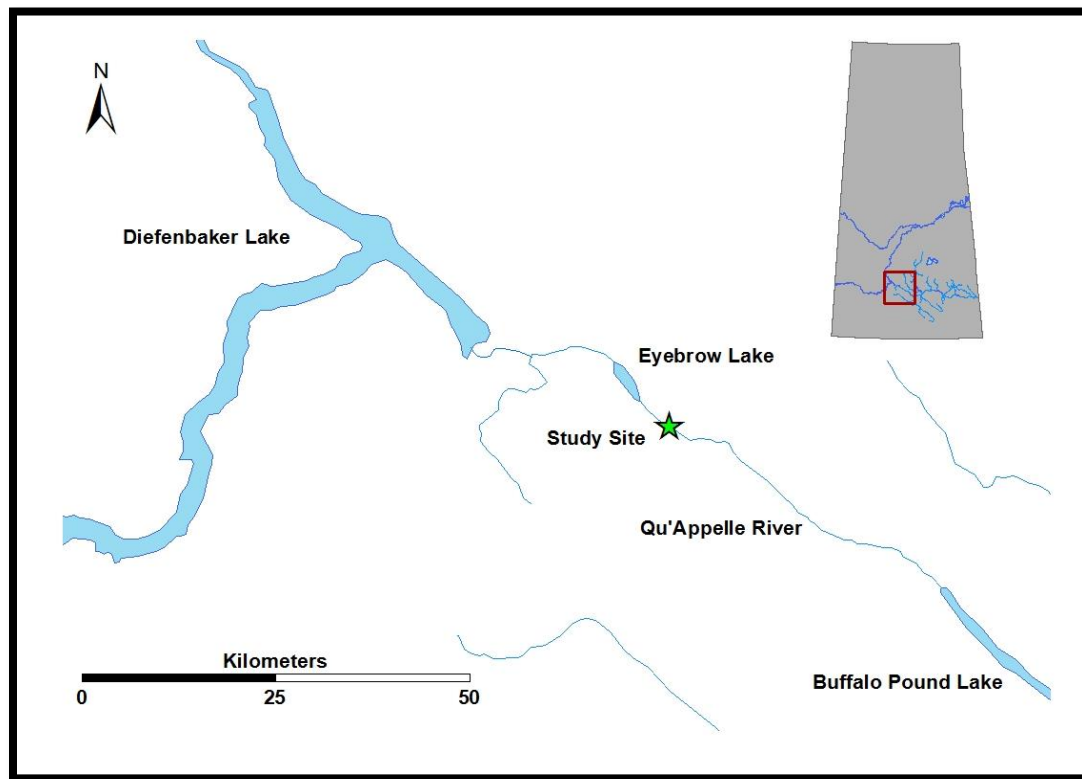 N
Diefenbaker Lake
Eyebrow Lake
Study Site
Qu'Appelle River
Kilometers
0 25 50
Buffalo Pound Lake